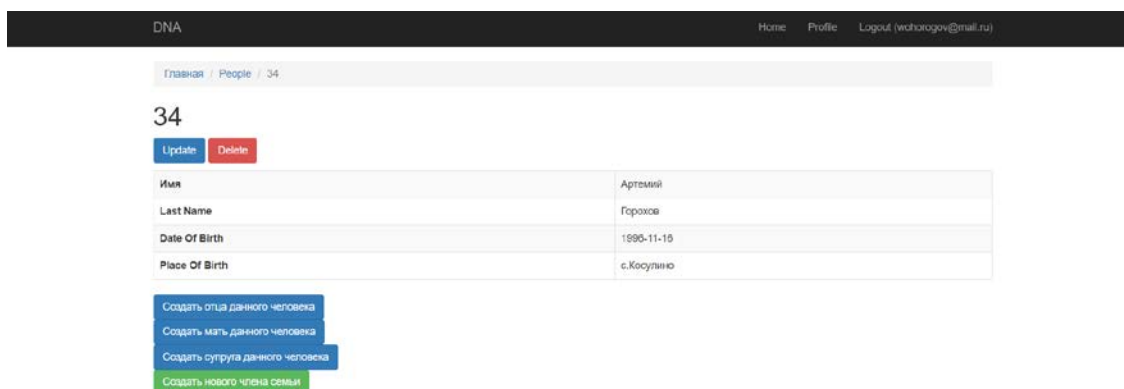 DNA Home Profile Logout (wohorogov@mail.ru)
Главная / People / 34
34
Update Delete
Имя Артемий
Last Name Горохов
Date Of Birth 1996-11-16
Place Of Birth с.Косулино
Создать отца данного человека
Создать мать данного человека
Создать супруга данного человека
Создать нового члена семьи